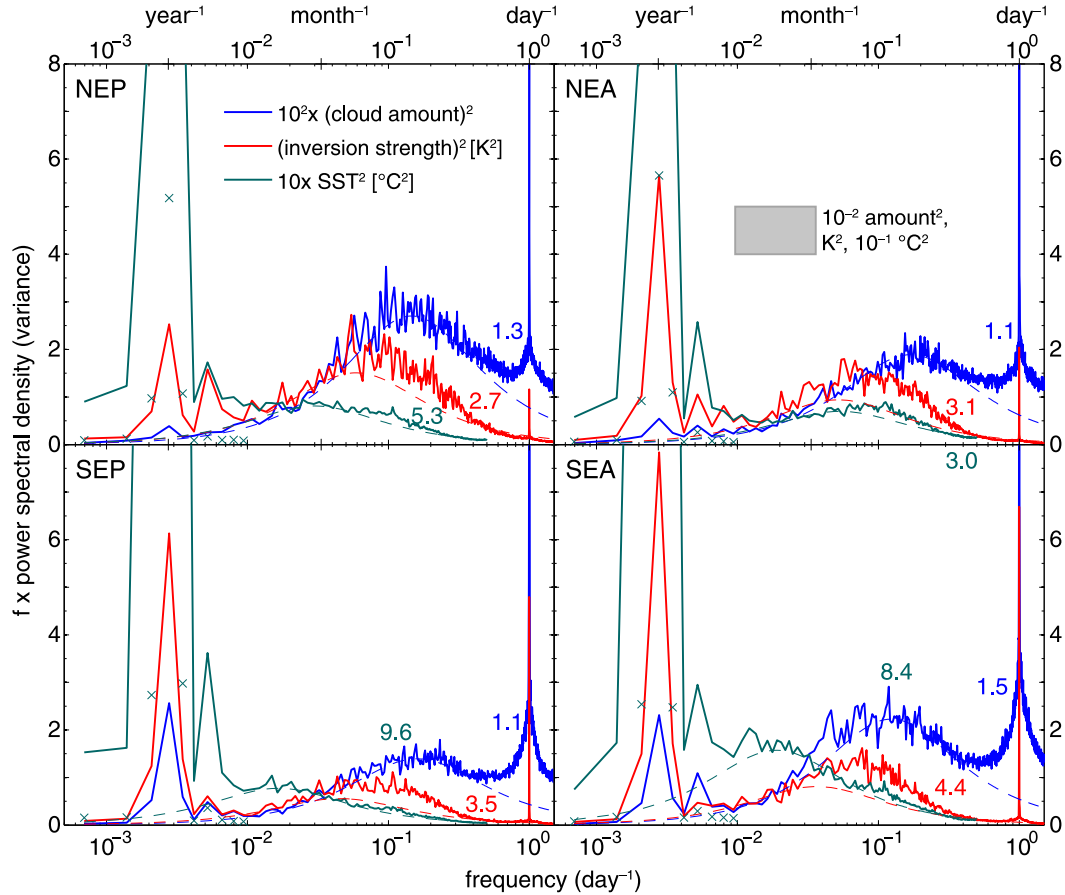 year⁻¹ month⁻¹ day⁻¹ year⁻¹ month⁻¹ day⁻¹
10⁻³ 10⁻² 10⁻¹ 10⁰ 10⁻³ 10⁻² 10⁻¹ 10⁰
f x power spectral density (variance)
8 8
NEP NEA
10²x (cloud amount)²
(inversion strength)² [K²]
10x SST² [°C²]
10⁻² amount²,
K², 10⁻¹ °C²
6 6
4 4
2 2
0 0
1.3
2.7
5.3
1.1
3.1
3.0
SEP SEA
6 6
4 4
2 2
0 0
9.6
1.1
3.5
8.4
1.5
4.4
10⁻³ 10⁻² 10⁻¹ 10⁰ 10⁻³ 10⁻² 10⁻¹ 10⁰
frequency (day⁻¹) frequency (day⁻¹)